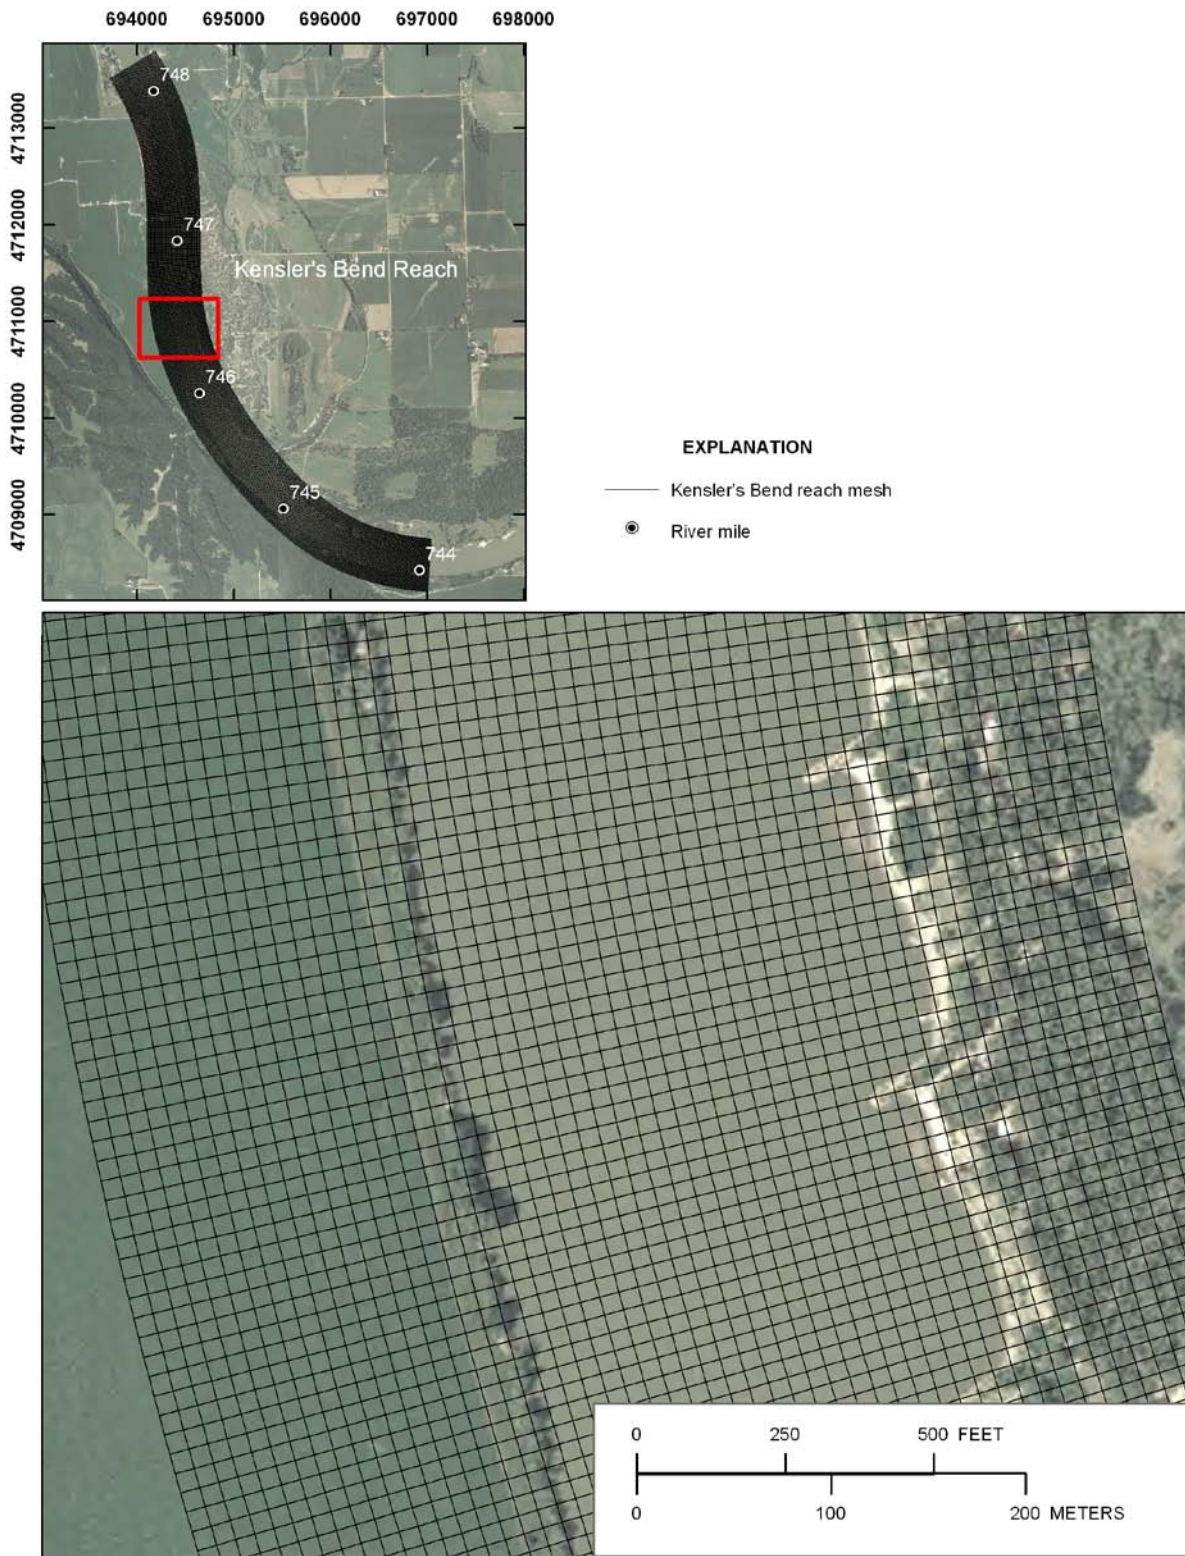 694000 695000 696000 697000 698000
4713000
4712000
4711000
4710000
4709000
748
747
Kensler's Bend Reach
746
745
744
EXPLANATION
Kensler's Bend reach mesh
River mile
0 250 500 FEET
0 100 200 METERS